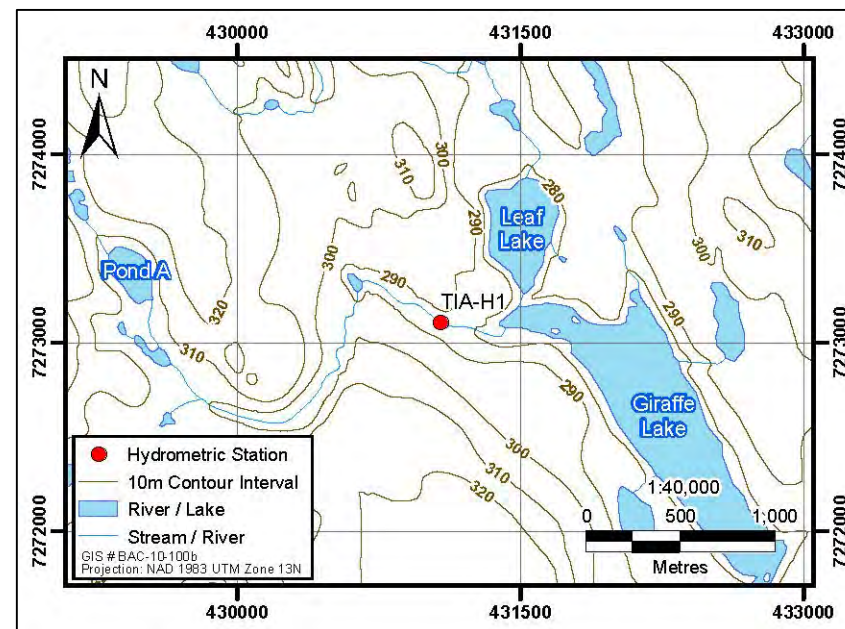 430000
431500
433000
N
7274000
7274000
300
310
280
Leaf
Lake
290
300
310
Pond A
300
290
TIA-H1
320
7273000
7273000
310
290
290
Giraffe
Lake
300
310
320
Hydrometric Station
10m Contour Interval
River / Lake
Stream / River
GIS # BAC-10-100b
Projection: NAD 1983 UTM Zone 13N
1:40,000
0
500
1,000
Metres
7272000
7272000
430000
431500
433000